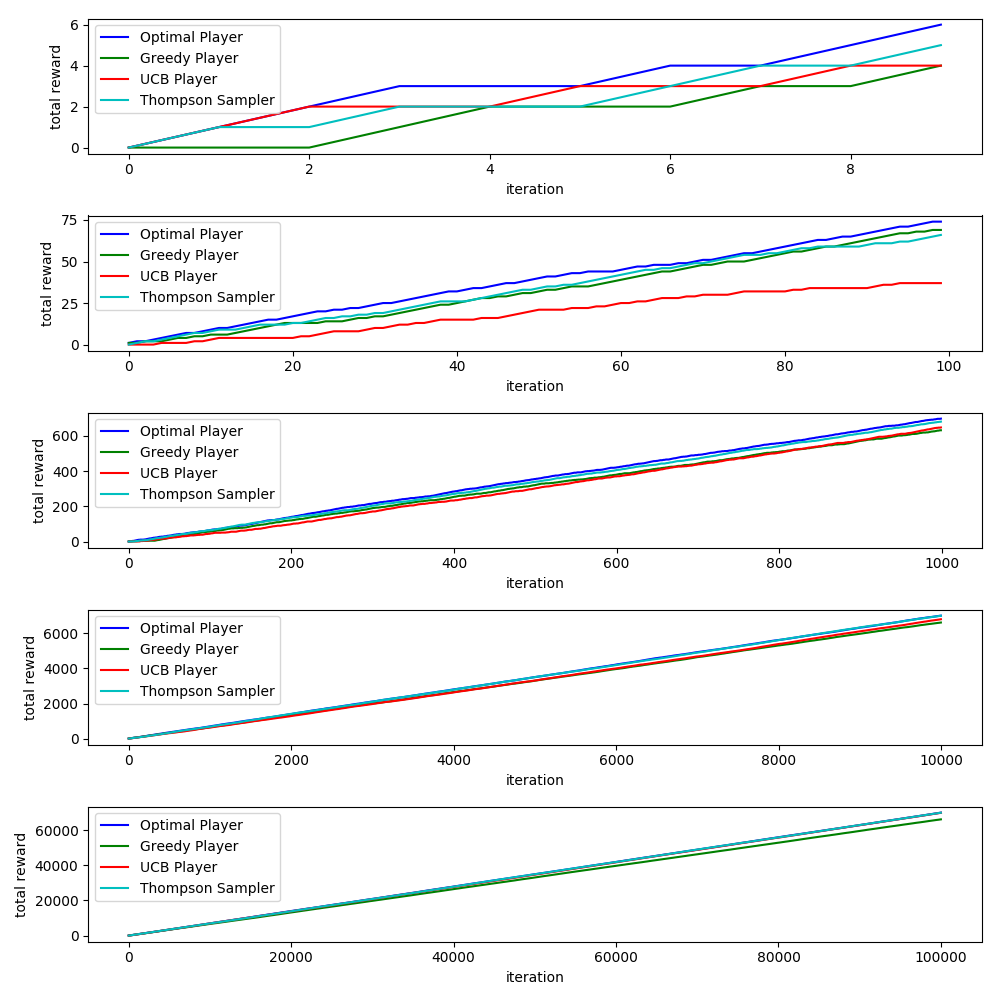 6
4
2
0
total reward
Optimal Player
Greedy Player
UCB Player
Thompson Sampler
0 2 4 6 8
iteration
75
50
25
0
total reward
Optimal Player
Greedy Player
UCB Player
Thompson Sampler
0 20 40 60 80 100
iteration
600
400
200
0
total reward
Optimal Player
Greedy Player
UCB Player
Thompson Sampler
0 200 400 600 800 1000
iteration
6000
4000
2000
0
total reward
Optimal Player
Greedy Player
UCB Player
Thompson Sampler
0 2000 4000 6000 8000 10000
iteration
60000
40000
20000
0
total reward
Optimal Player
Greedy Player
UCB Player
Thompson Sampler
0 20000 40000 60000 80000 100000
iteration